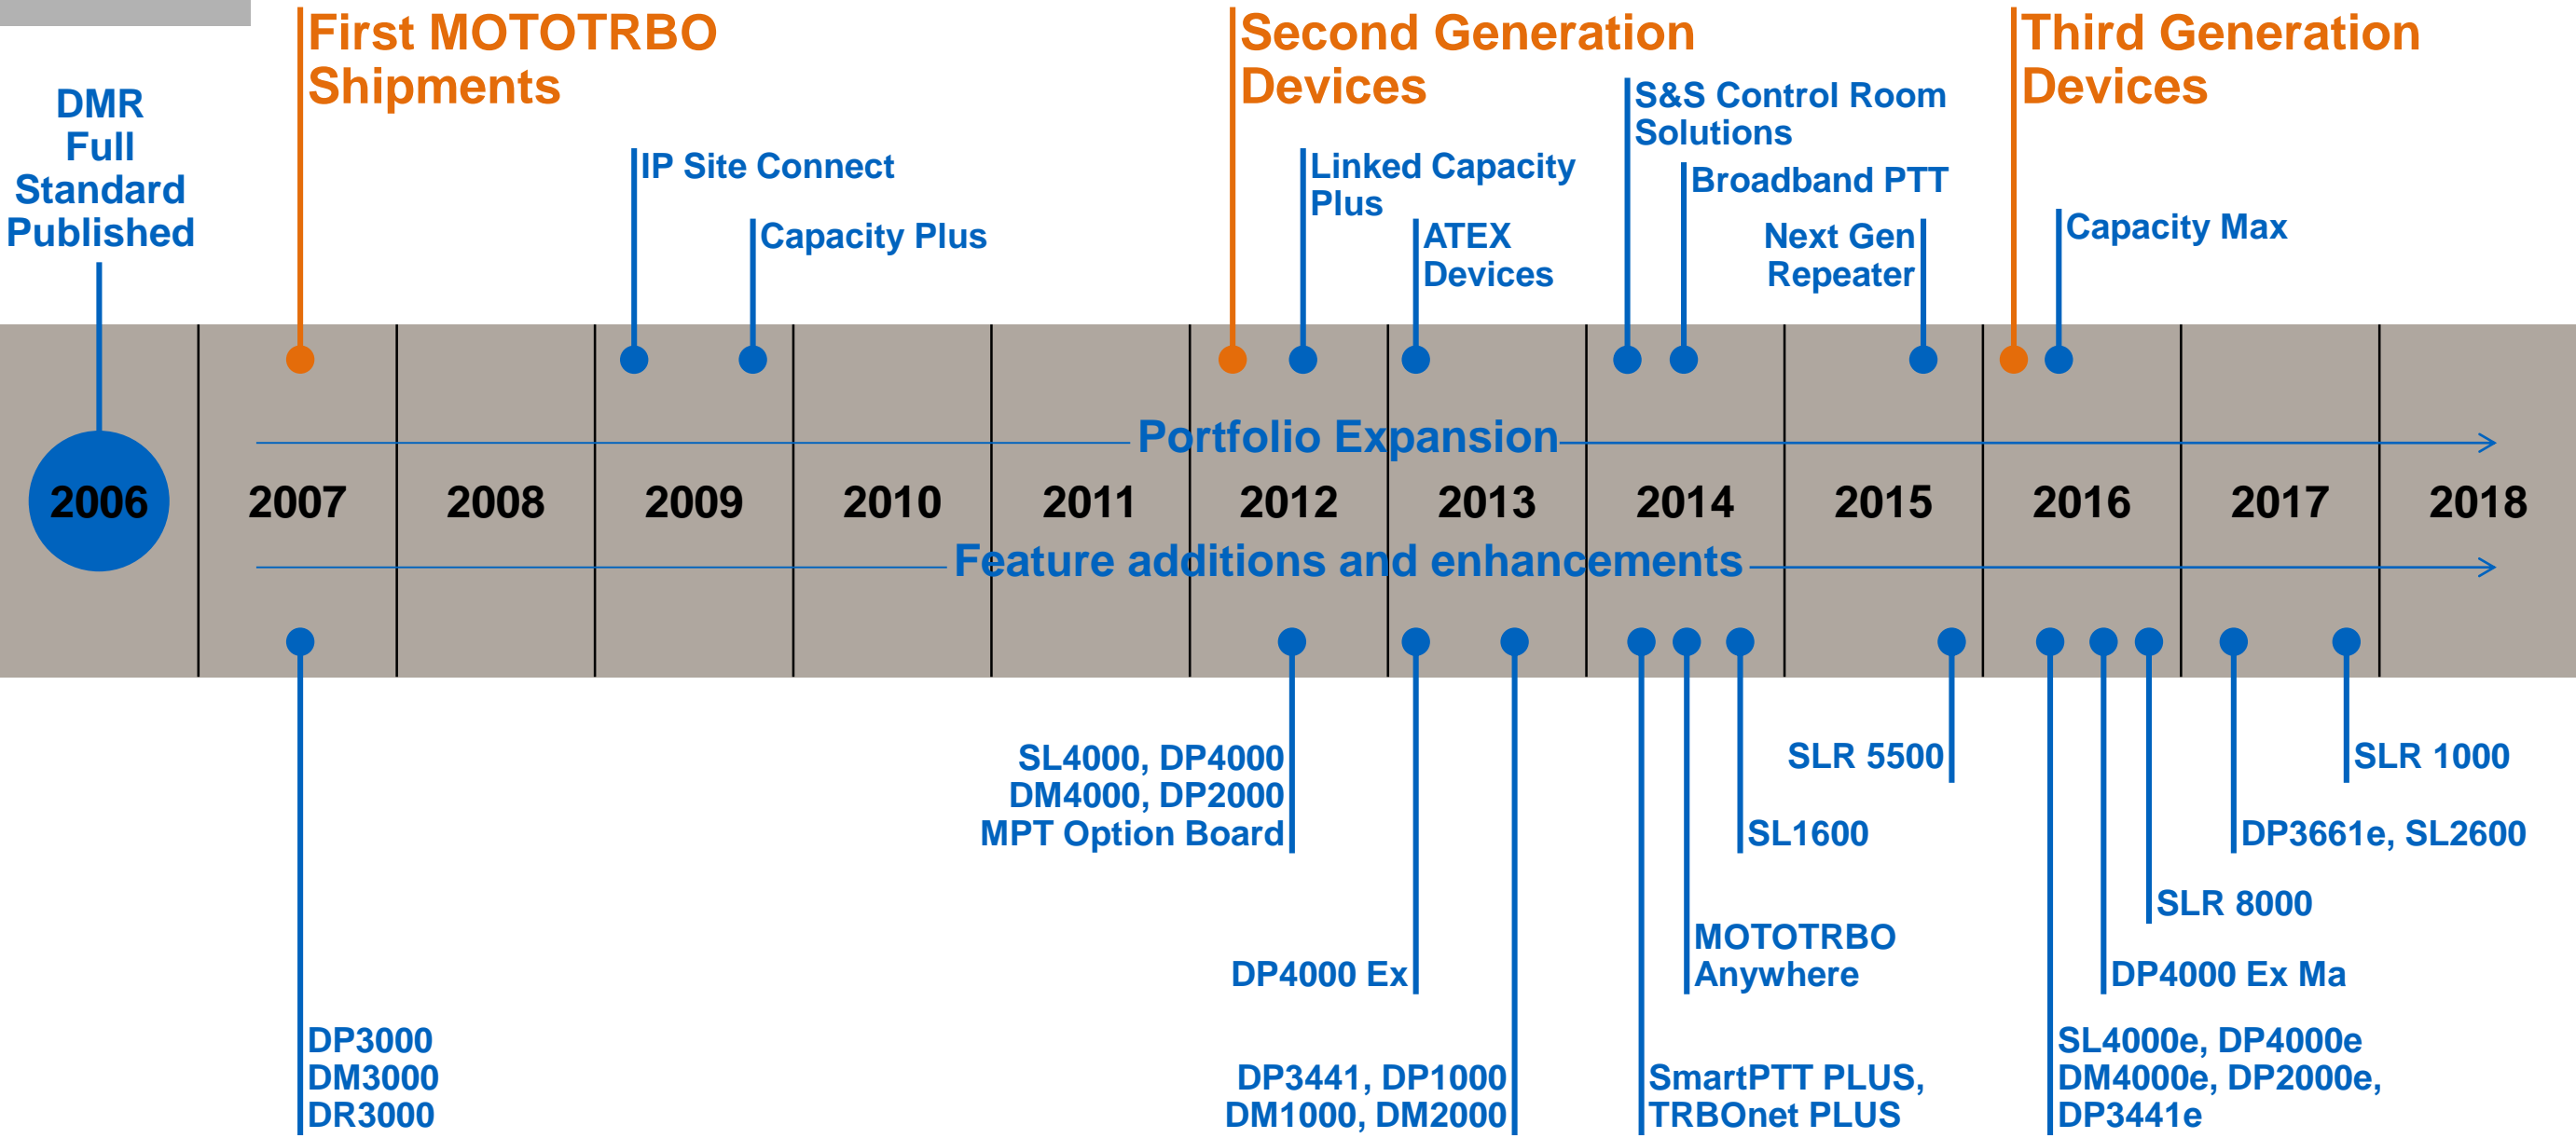 First MOTOTRBO
Shipments
Second Generation
Devices
Third Generation
Devices
DMR
Full
Standard
Published
IP Site Connect
Capacity Plus
Linked Capacity
Plus
ATEX
Devices
S&S Control Room
Solutions
Broadband PTT
Next Gen
Repeater
Capacity Max
Portfolio Expansion
2006 2007 2008 2009 2010 2011 2012 2013 2014 2015 2016 2017 2018
Feature additions and enhancements
DP3000
DM3000
DR3000
SL4000, DP4000
DM4000, DP2000
MPT Option Board
DP4000 Ex
DP3441, DP1000
DM1000, DM2000
SmartPTT PLUS,
TRBOnet PLUS
MOTOTRBO
Anywhere
SL1600
SLR 5500
SL4000e, DP4000e
DM4000e, DP2000e,
DP3441e
DP4000 Ex Ma
SLR 8000
DP3661e, SL2600
SLR 1000